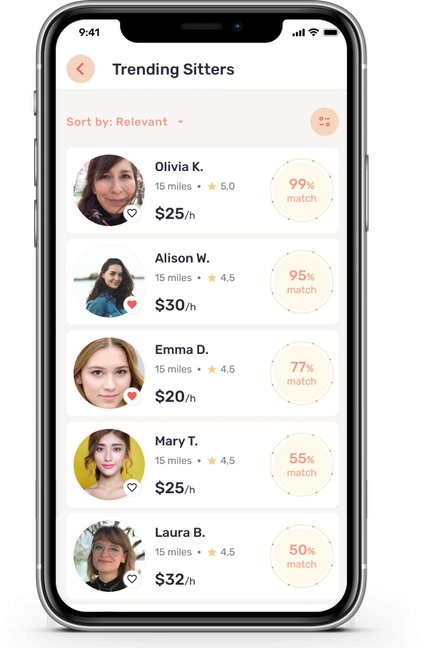 9:41
Trending Sitters
Sort by: Relevant
Olivia K.
15 miles • 5,0
$25/h
99%
match
Alison W.
15 miles • 4,5
$30/h
95%
match
Emma D.
15 miles • 4,5
$20/h
77%
match
Mary T.
15 miles • 4,5
$25/h
55%
match
Laura B.
15 miles • 4,5
$32/h
50%
match